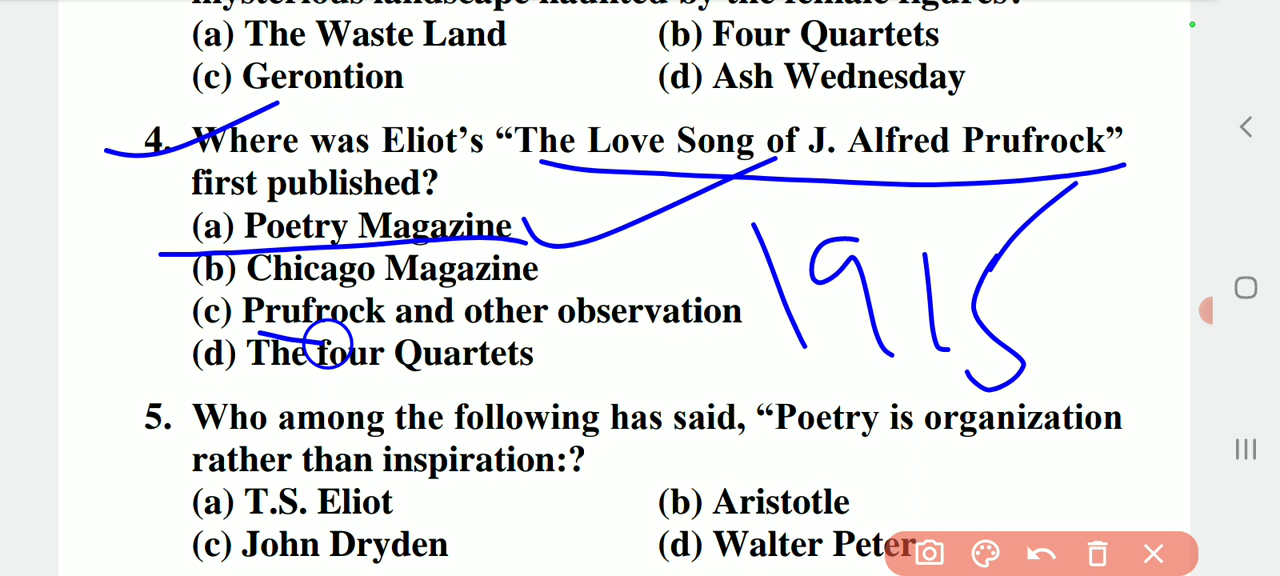 (a) The Waste Land (b) Four Quartets
(c) Gerontion (d) Ash Wednesday
4. Where was Eliot's “The Love Song of J. Alfred Prufrock”
first published?
(a) Poetry Magazine
(b) Chicago Magazine
(c) Prufrock and other observation
(d) The four Quartets
1915
5. Who among the following has said, “Poetry is organization
rather than inspiration:?
(a) T.S. Eliot (b) Aristotle
(c) John Dryden (d) Walter Peter